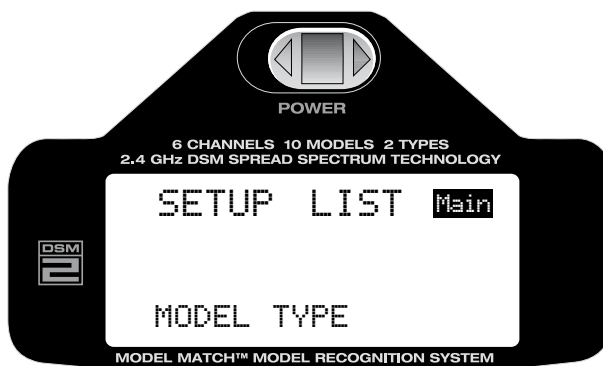 POWER
6 CHANNELS 10 MODELS 2 TYPES
2.4 GHz DSM SPREAD SPECTRUM TECHNOLOGY
SETUP LIST Main
DSM
2
MODEL TYPE
MODEL MATCH™ MODEL RECOGNITION SYSTEM